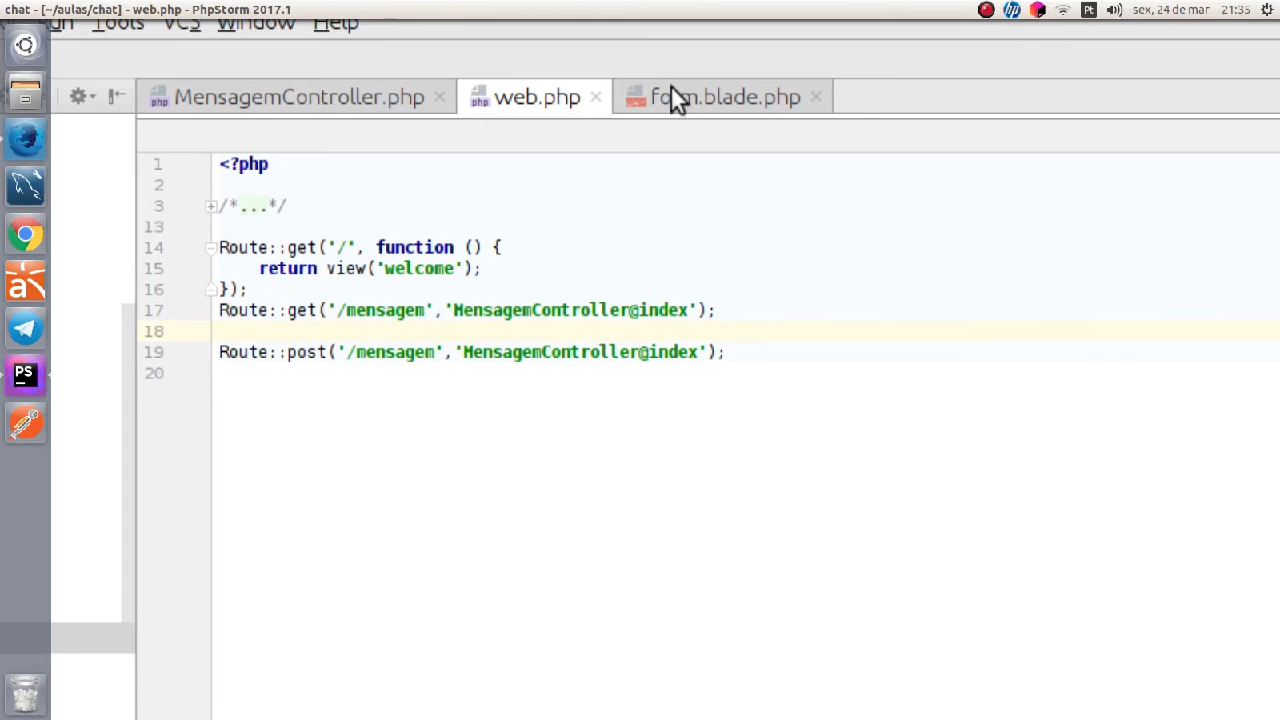 chat - [~/aulas/chat] - web.php - PhpStorm 2017.1
Pt
sex, 24 de mar
21:35
Tools VCS Window Help
MensagemController.php
web.php
form.blade.php
1 <?php
2
3 /*...*/
13
14 Route::get('/', function () {
15 return view('welcome');
16 });
17 Route::get('/mensagem','MensagemController@index');
18
19 Route::post('/mensagem','MensagemController@index');
20